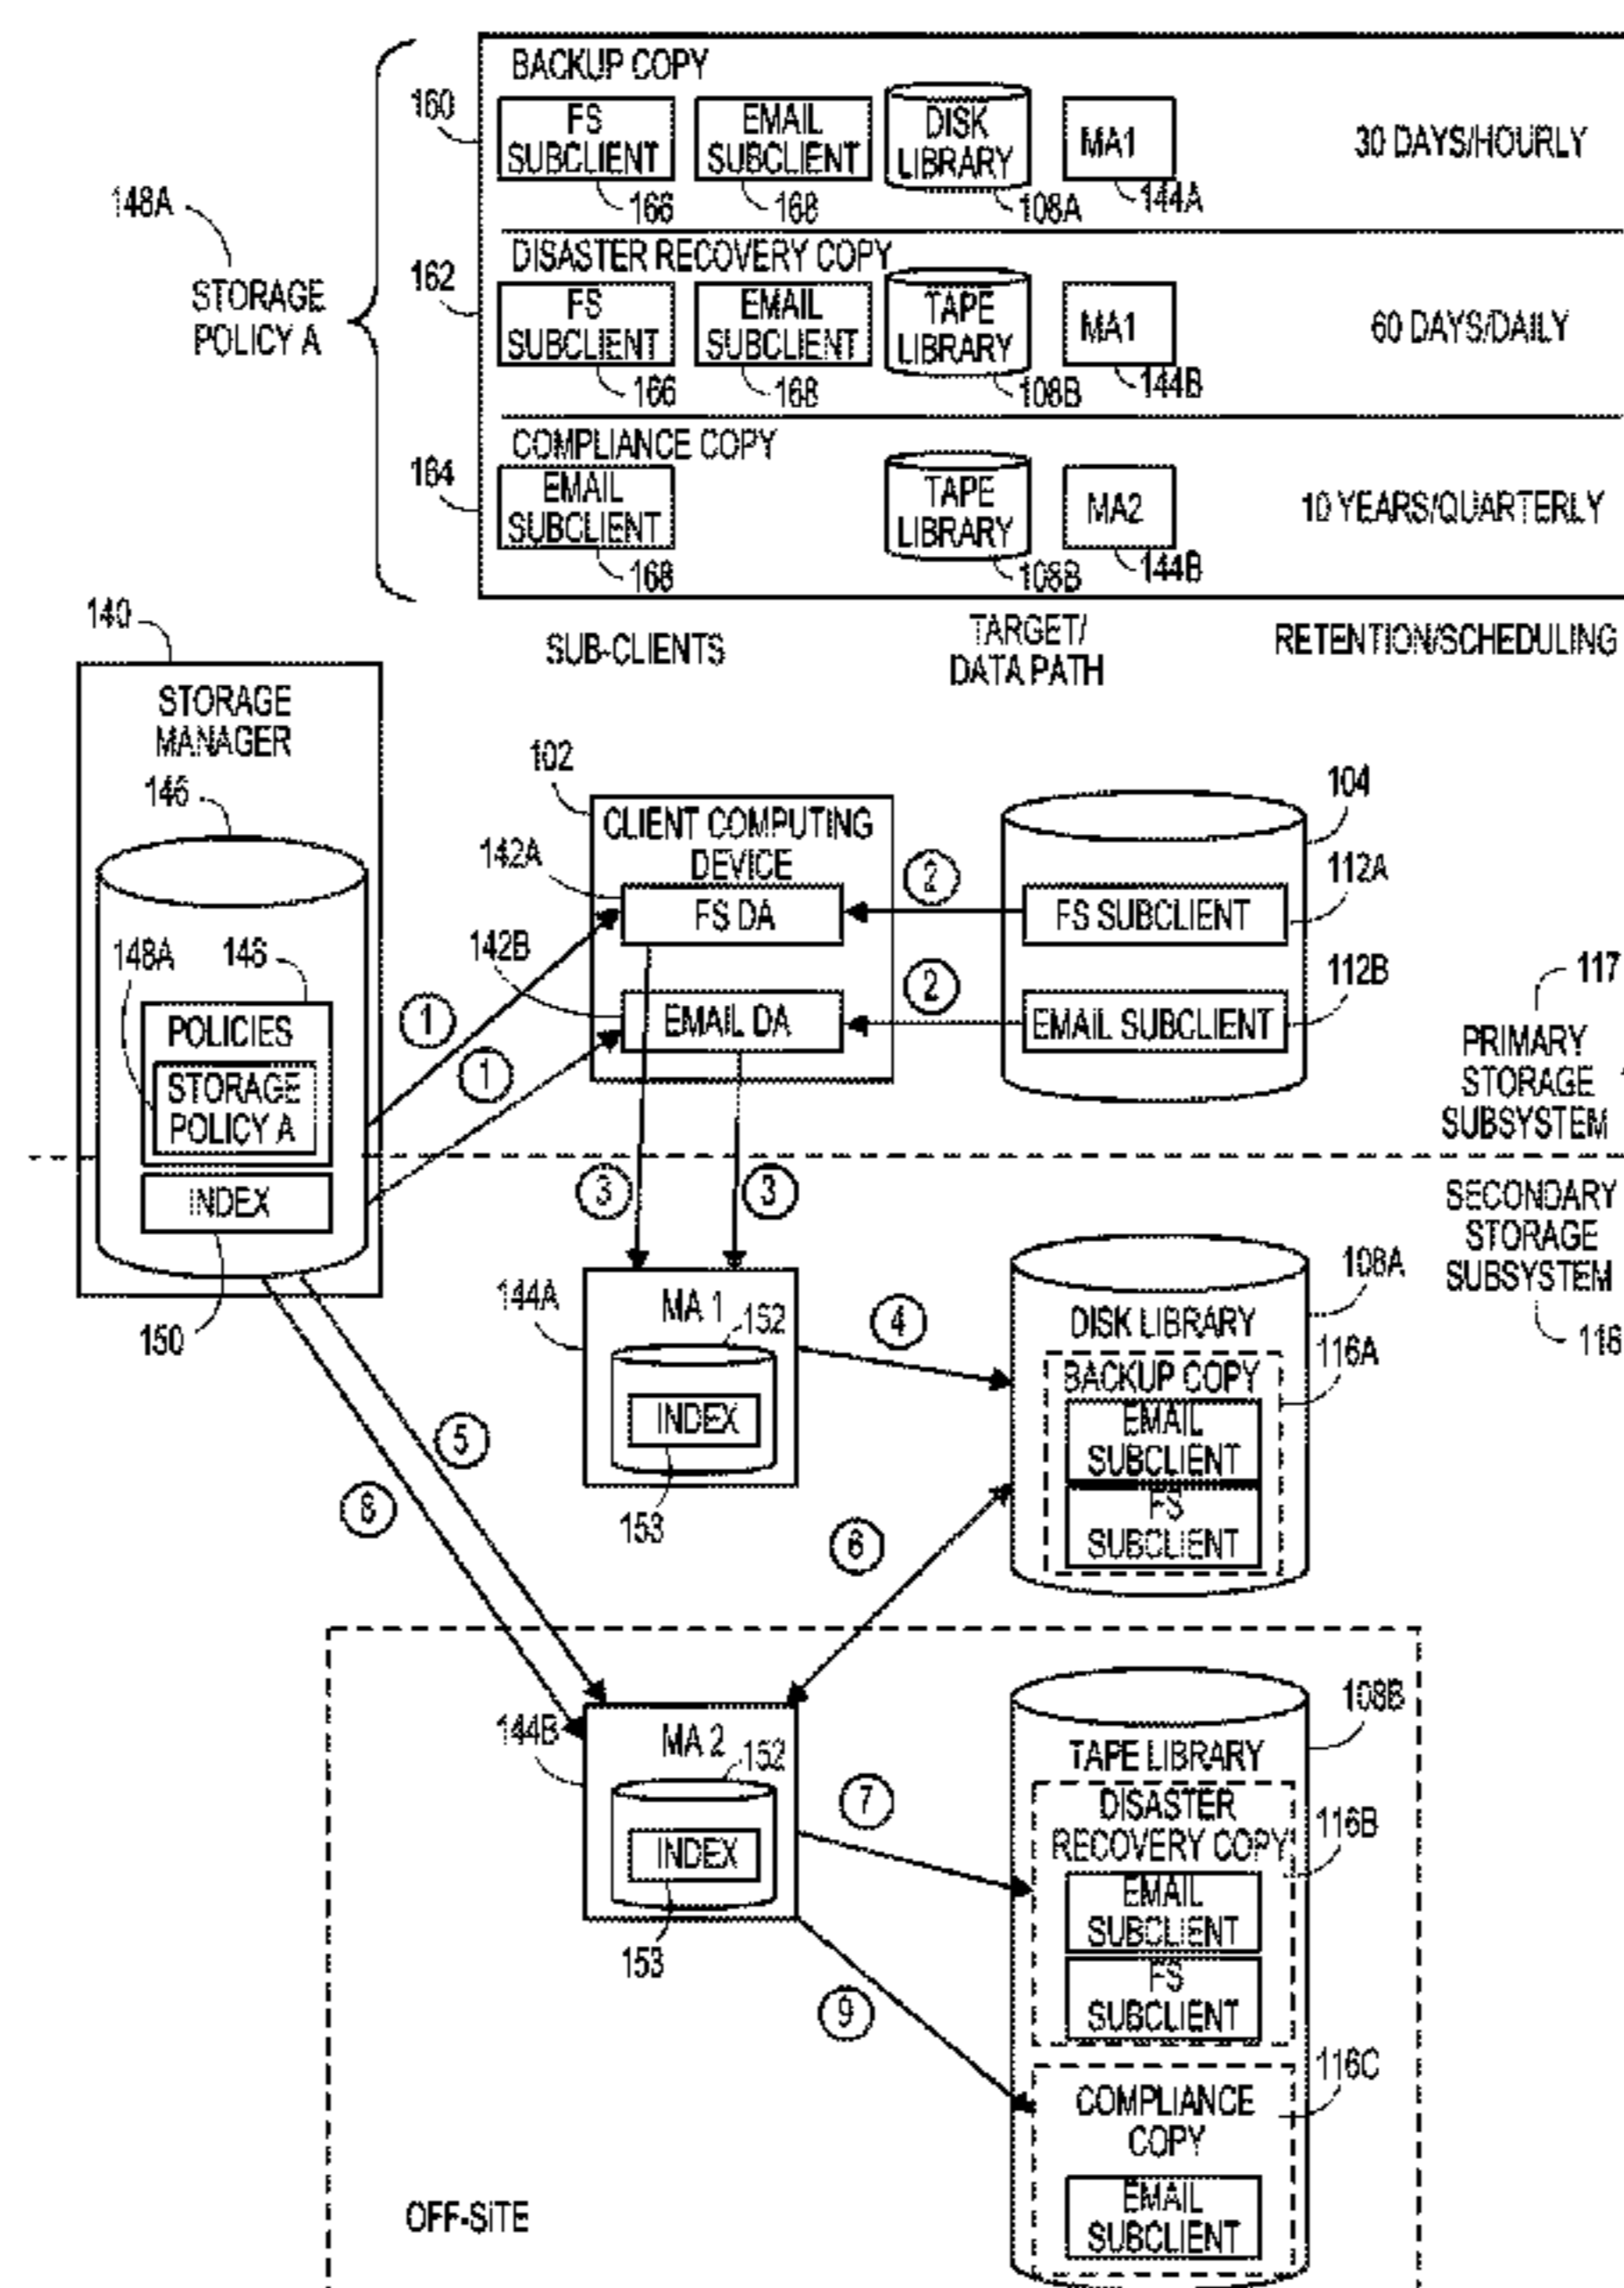 BACKUP COPY
160
FS
SUBCLIENT
166
EMAIL
SUBCLIENT
168
DISK
LIBRARY
108A
MA1
144A
30 DAYS/HOURLY
148A
STORAGE
POLICY A
DISASTER RECOVERY COPY
162
FS
SUBCLIENT
166
EMAIL
SUBCLIENT
168
TAPE
LIBRARY
108B
MA1
144B
60 DAYS/DAILY
COMPLIANCE COPY
164
EMAIL
SUBCLIENT
168
TAPE
LIBRARY
108B
MA2
144B
10 YEARS/QUARTERLY
SUB-CLIENTS
TARGET/
DATA PATH
RETENTION/SCHEDULING
140
STORAGE
MANAGER
146
148A
148
POLICIES
STORAGE
POLICY A
INDEX
150
1
1
102
CLIENT COMPUTING
DEVICE
142A
FS DA
142B
EMAIL DA
2
2
104
FS SUBCLIENT
112A
EMAIL SUBCLIENT
112B
117
PRIMARY
STORAGE
SUBSYSTEM
SECONDARY
STORAGE
SUBSYSTEM
118
3
3
144A
MA 1
152
INDEX
153
4
108A
DISK LIBRARY
116A
BACKUP COPY
EMAIL
SUBCLIENT
FS
SUBCLIENT
5
8
6
144B
MA 2
152
INDEX
153
7
9
108B
TAPE LIBRARY
DISASTER
RECOVERY COPY
116B
EMAIL
SUBCLIENT
FS
SUBCLIENT
116C
COMPLIANCE
COPY
EMAIL
SUBCLIENT
OFF-SITE